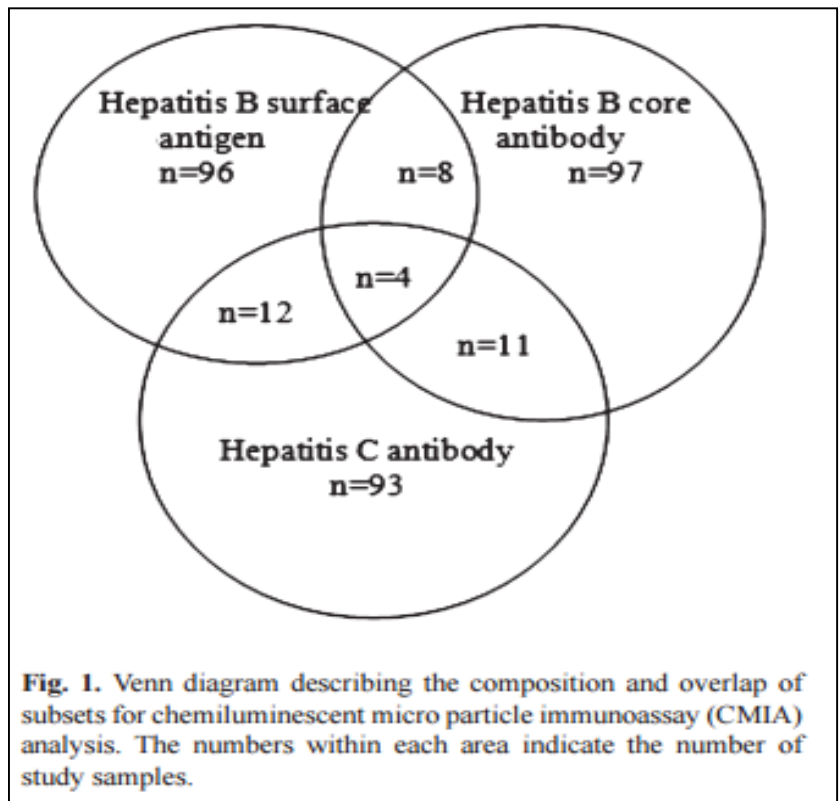 Hepatitis B surface
antigen
n=96
Hepatitis B core
antibody
n=97
n=8
n=4
n=12
n=11
Hepatitis C antibody
n=93
Fig. 1. Venn diagram describing the composition and overlap of
subsets for chemiluminescent micro particle immunoassay (CMIA)
analysis. The numbers within each area indicate the number of
study samples.